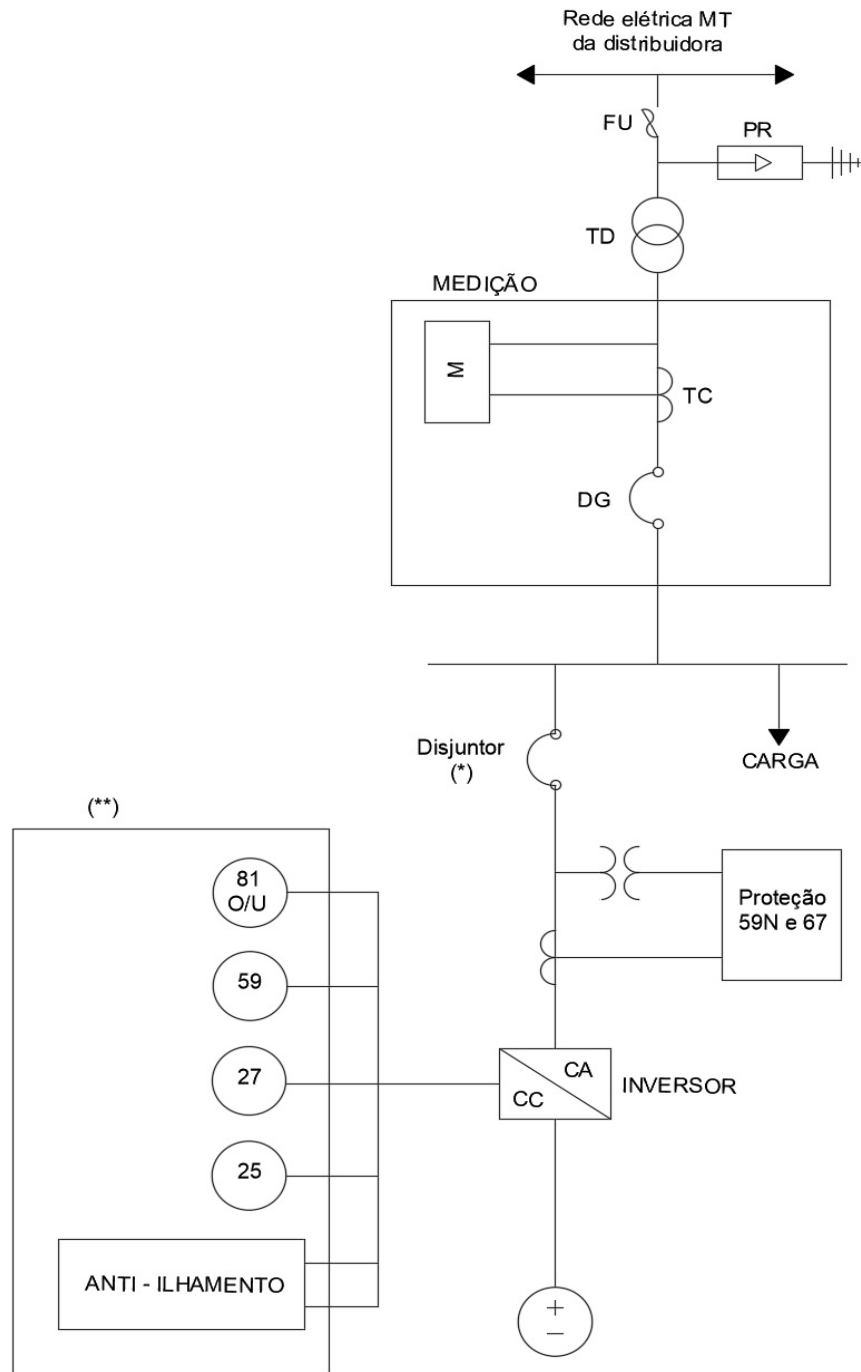 Rede elétrica MT
da distribuidora
FU
PR
TD
MEDIÇÃO
M
TC
DG
Disjuntor
(*)
CARGA
(**)
81
O/U
59
27
25
ANTI - ILHAMENTO
Proteção
59N e 67
CA
CC
INVERSOR
+
−